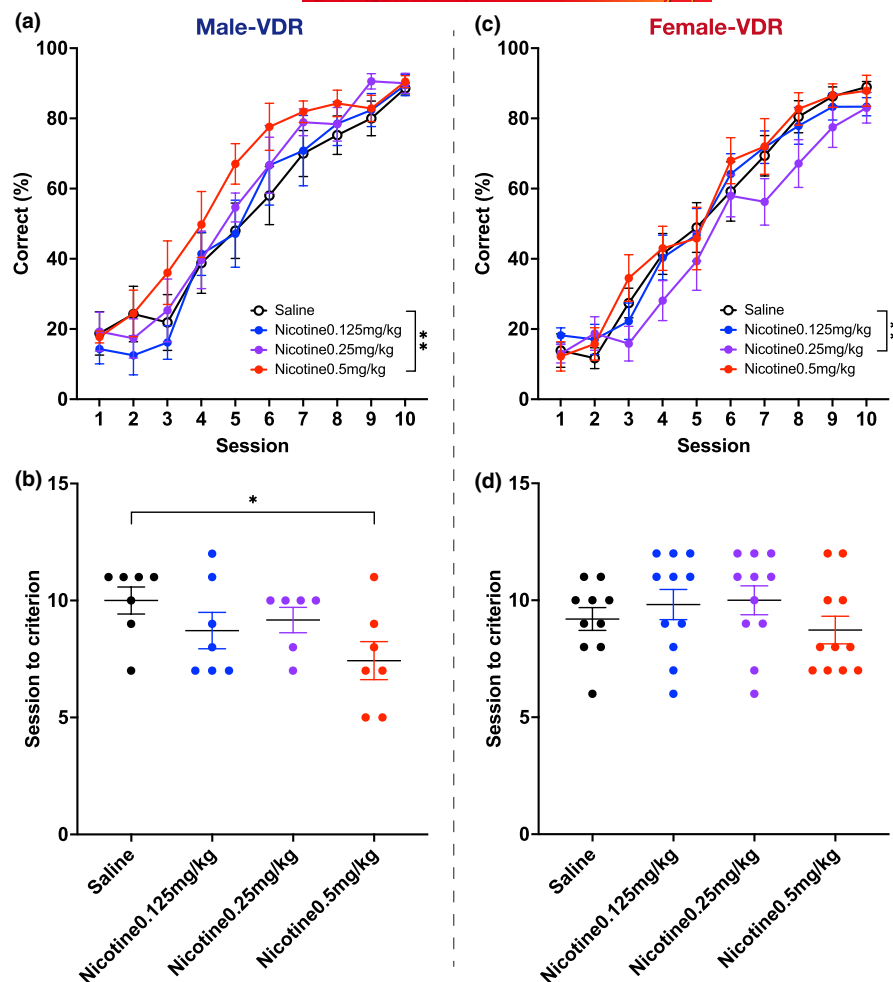 (a)
Male-VDR
100
80
60
40
20
0
Correct (%)
Saline
Nicotine0.125mg/kg
Nicotine0.25mg/kg
Nicotine0.5mg/kg
**
1 2 3 4 5 6 7 8 9 10
Session
(c)
Female-VDR
100
80
60
40
20
0
Correct (%)
Saline
Nicotine0.125mg/kg
Nicotine0.25mg/kg
Nicotine0.5mg/kg
1 2 3 4 5 6 7 8 9 10
Session
(b)
15
10
5
0
Session to criterion
*
Saline
Nicotine0.125mg/kg
Nicotine0.25mg/kg
Nicotine0.5mg/kg
(d)
15
10
5
0
Session to criterion
Saline
Nicotine0.125mg/kg
Nicotine0.25mg/kg
Nicotine0.5mg/kg